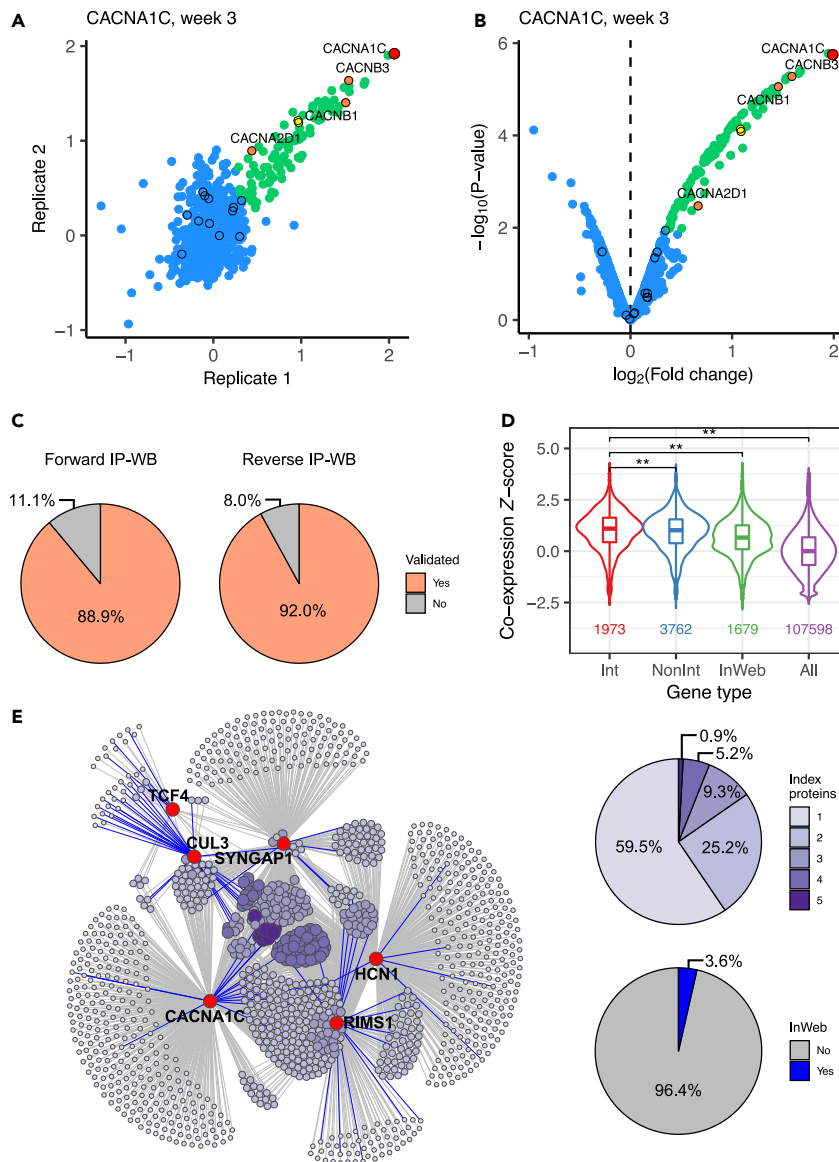 A
CACNA1C, week 3
2
1
0
−1
Replicate 2
CACNA1C
CACNB3
CACNB1
CACNA2D1
−1
0
1
2
Replicate 1
B
CACNA1C, week 3
6
4
2
0
−log10(P-value)
CACNA1C
CACNB3
CACNB1
CACNA2D1
−1
0
1
2
log2(Fold change)
C
Forward IP-WB
Reverse IP-WB
11.1%
8.0%
88.9%
92.0%
Validated
Yes
No
D
**
**
**
5.0
2.5
0.0
−2.5
Co-expression Z-score
1973
3762
1679
107598
Int
NonInt
InWeb
All
Gene type
E
TCF4
CUL3
SYNGAP1
HCN1
CACNA1C
RIMS1
0.9%
5.2%
9.3%
25.2%
59.5%
Index
proteins
1
2
3
4
5
3.6%
96.4%
InWeb
No
Yes